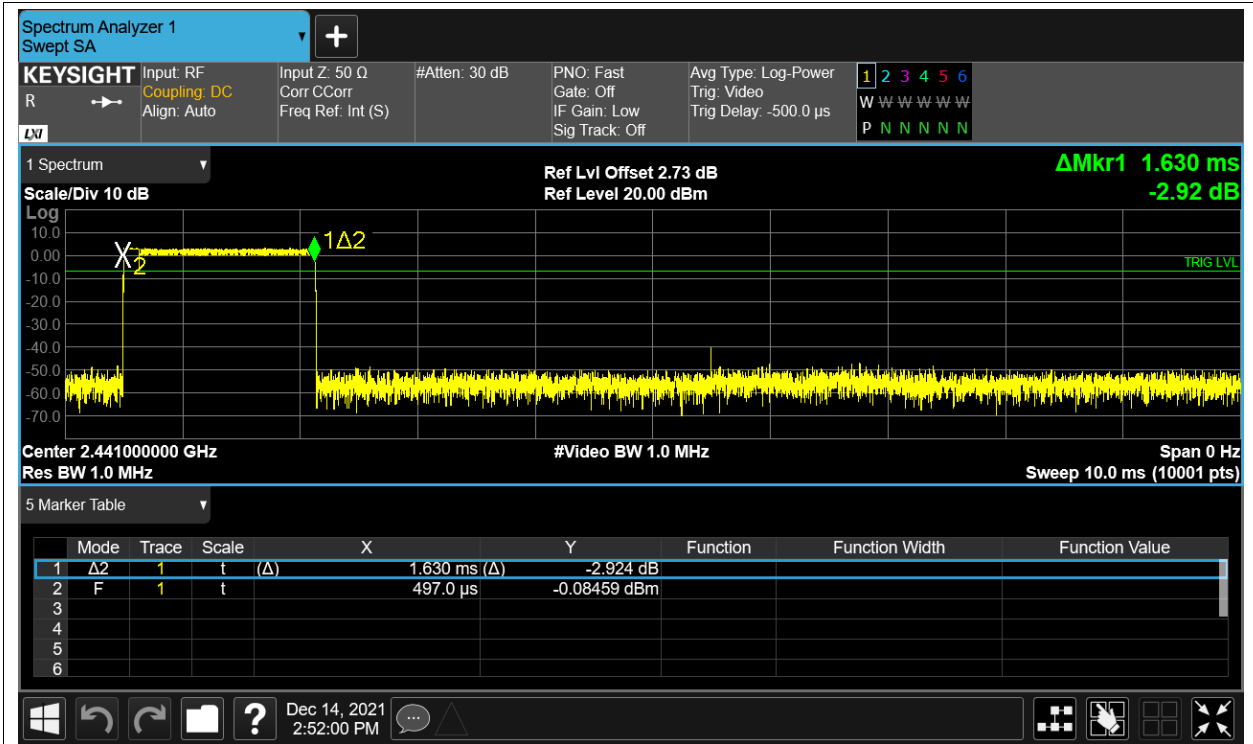 Spectrum Analyzer 1
Swept SA
+
KEYSIGHT Input: RF Input Z: 50 Ω #Atten: 30 dB PNO: Fast Avg Type: Log-Power 1 2 3 4 5 6
R Coupling: DC Corr CCorr Gate: Off Trig: Video W W W W W W
Align: Auto Freq Ref: Int (S) IF Gain: Low Trig Delay: -500.0 µs
LXI Sig Track: Off P N N N N N
1 Spectrum Ref Lvl Offset 2.73 dB ΔMkr1 1.630 ms
Scale/Div 10 dB Ref Level 20.00 dBm -2.92 dB
Log
10.0 1Δ2
0.00 X 2 TRIG LVL
-10.0
-20.0
-30.0
-40.0
-50.0
-60.0
-70.0
Center 2.441000000 GHz #Video BW 1.0 MHz Span 0 Hz
Res BW 1.0 MHz Sweep 10.0 ms (10001 pts)
5 Marker Table
Mode Trace Scale X Y Function Function Width Function Value
1 Δ2 1 t (Δ) 1.630 ms (Δ) -2.924 dB
2 F 1 t 497.0 µs -0.08459 dBm
3
4
5
6
? Dec 14, 2021
2:52:00 PM